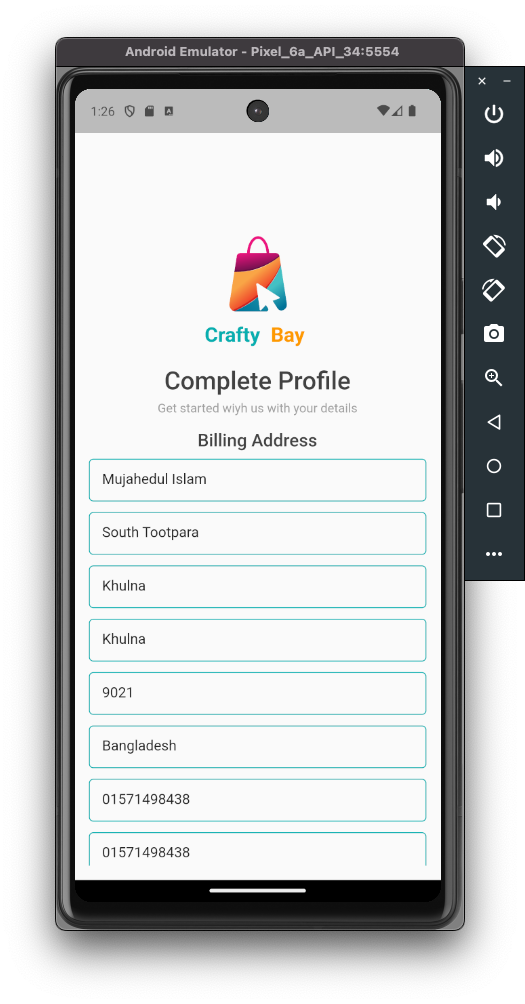 Android Emulator - Pixel_6a_API_34:5554
1:26
Crafty Bay
Complete Profile
Get started wiyh us with your details
Billing Address
Mujahedul Islam
South Tootpara
Khulna
Khulna
9021
Bangladesh
01571498438
01571498438